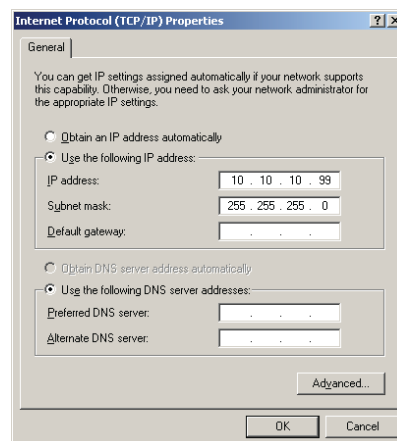 Internet Protocol (TCP/IP) Properties ? X
General
You can get IP settings assigned automatically if your network supports
this capability. Otherwise, you need to ask your network administrator for
the appropriate IP settings.
Obtain an IP address automatically
Use the following IP address:
IP address: 10 . 10 . 10 . 99
Subnet mask: 255 . 255 . 255 . 0
Default gateway: . . .
Obtain DNS server address automatically
Use the following DNS server addresses:
Preferred DNS server: . . .
Alternate DNS server: . . .
Advanced...
OK Cancel